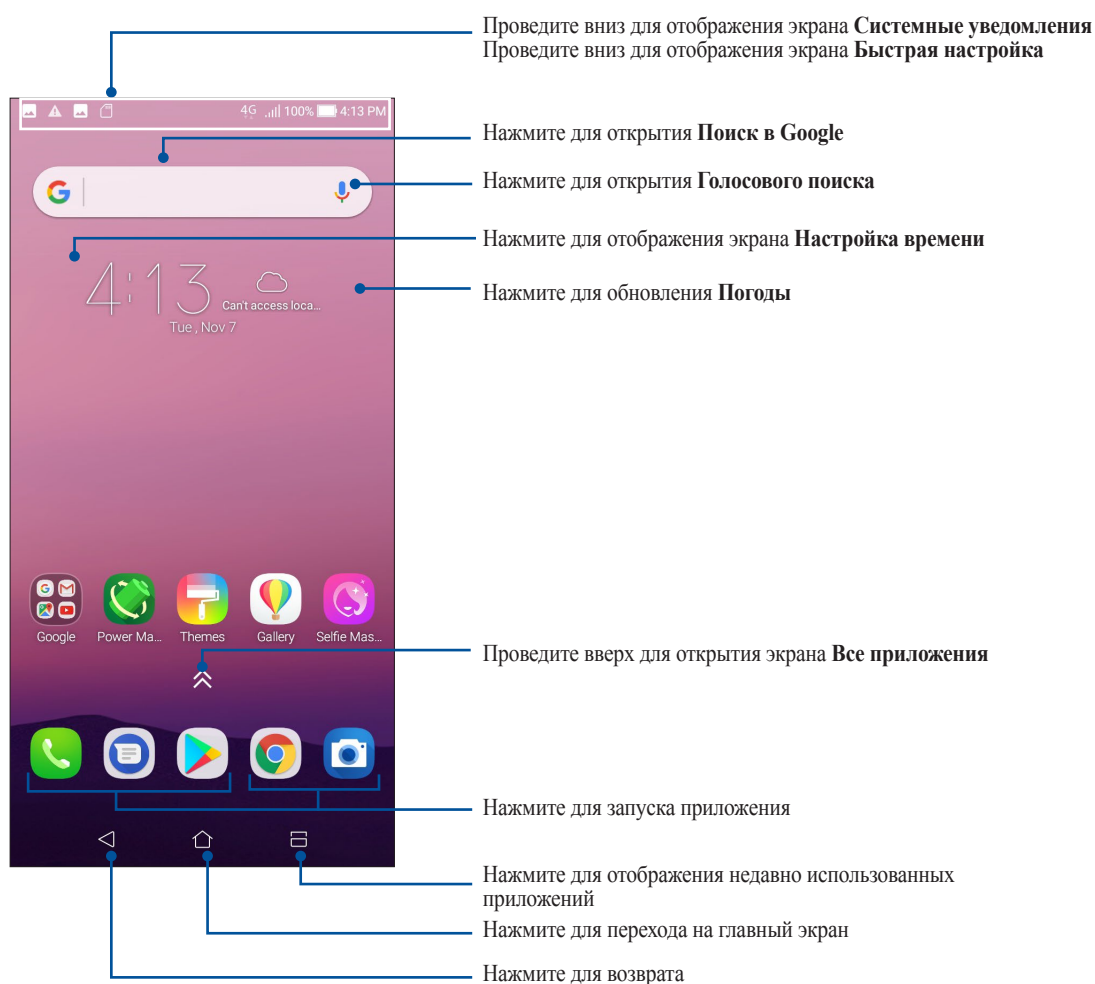 Проведите вниз для отображения экрана Системные уведомления
Проведите вниз для отображения экрана Быстрая настройка
4G 100% 4:13 PM
Нажмите для открытия Поиск в Google
G
Нажмите для открытия Голосового поиска
Нажмите для отображения экрана Настройка времени
4:13
Can't access loca...
Tue , Nov 7
Нажмите для обновления Погоды
Google Power Ma... Themes Gallery Selfie Mas...
Проведите вверх для открытия экрана Все приложения
Нажмите для запуска приложения
Нажмите для отображения недавно использованных
приложений
Нажмите для перехода на главный экран
Нажмите для возврата